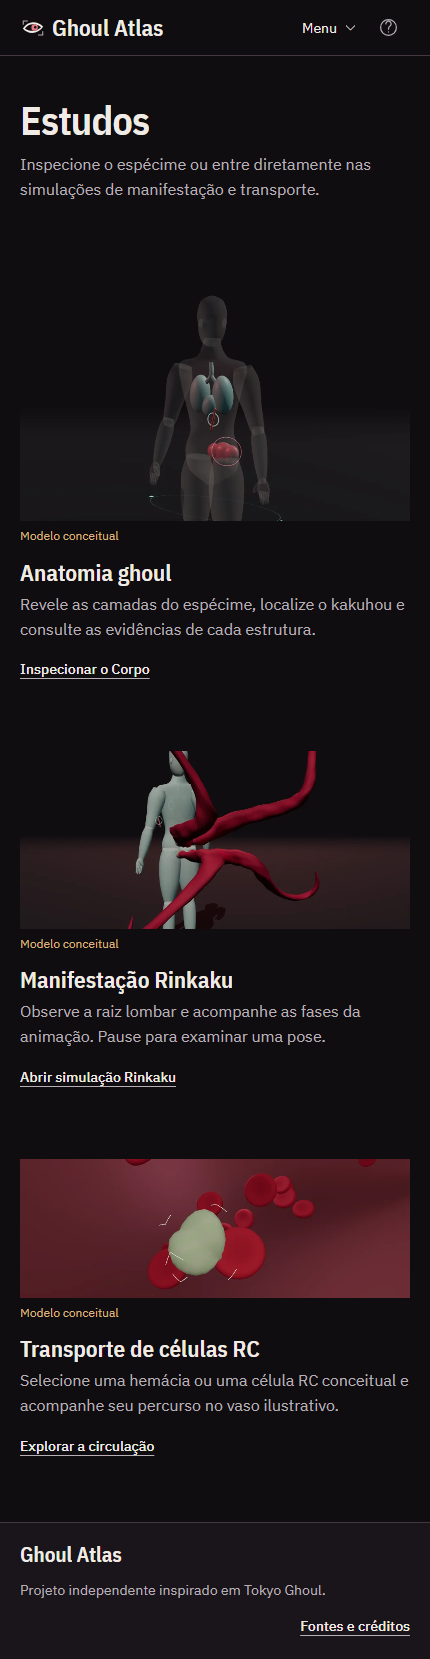 Ghoul Atlas
Menu
Estudos
Inspecione o espécime ou entre diretamente nas
simulações de manifestação e transporte.
Modelo conceitual
Anatomia ghoul
Revele as camadas do espécime, localize o kakuhou e
consulte as evidências de cada estrutura.
Inspecionar o Corpo
Modelo conceitual
Manifestação Rinkaku
Observe a raiz lombar e acompanhe as fases da
animação. Pause para examinar uma pose.
Abrir simulação Rinkaku
Modelo conceitual
Transporte de células RC
Selecione uma hemácia ou uma célula RC conceitual e
acompanhe seu percurso no vaso ilustrativo.
Explorar a circulação
Ghoul Atlas
Projeto independente inspirado em Tokyo Ghoul.
Fontes e créditos